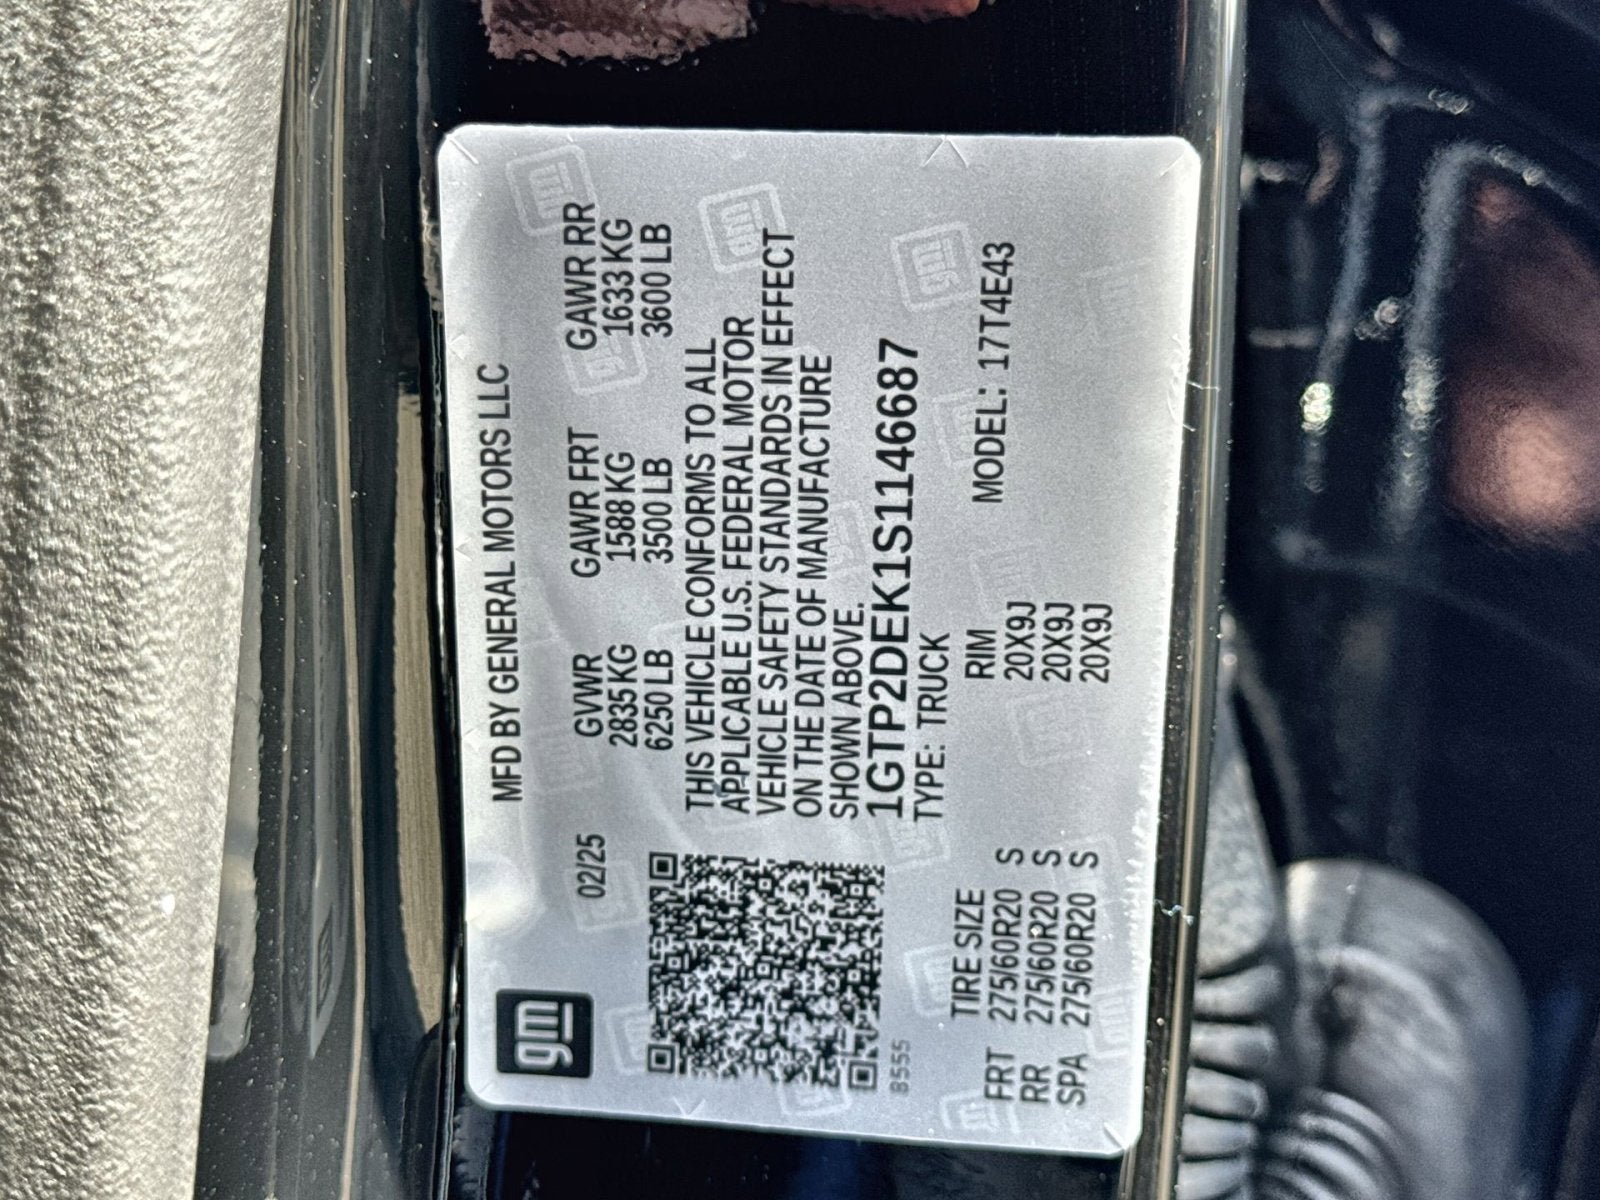 gm
02/25
MFD BY GENERAL MOTORS LLC
GVWR GAWR FRT GAWR RR
2835 KG 1588 KG 1633 KG
6250 LB 3500 LB 3600 LB
THIS VEHICLE CONFORMS TO ALL
APPLICABLE U.S. FEDERAL MOTOR
VEHICLE SAFETY STANDARDS IN EFFECT
ON THE DATE OF MANUFACTURE
SHOWN ABOVE.
1GTP2DEK1S1146687
TYPE: TRUCK
8555
TIRE SIZE RIM MODEL: 17T4E43
FRT 275/60R20 S 20X9J
RR 275/60R20 S 20X9J
SPA 275/60R20 S 20X9J